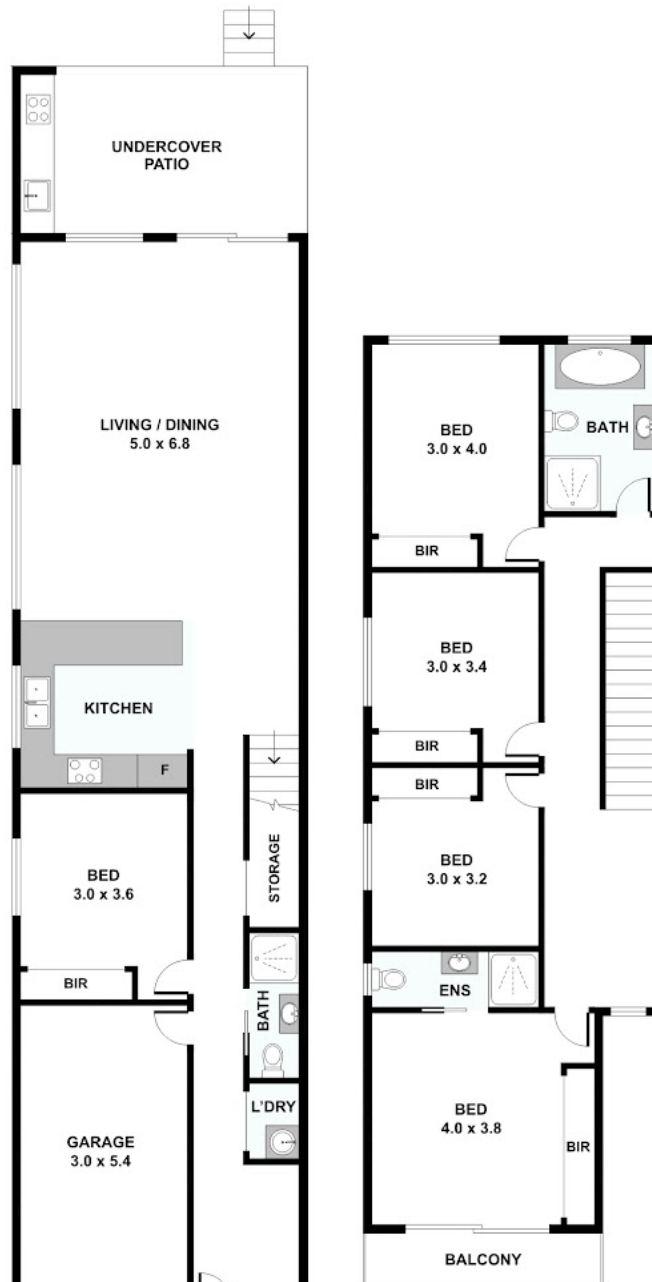 UNDERCOVER
PATIO
LIVING / DINING
5.0 x 6.8
KITCHEN
F
BED
3.0 x 3.6
BIR
STORAGE
BATH
L'DRY
GARAGE
3.0 x 5.4
BED
3.0 x 4.0
BATH
BIR
BED
3.0 x 3.4
BIR
BIR
BED
3.0 x 3.2
ENS
BED
4.0 x 3.8
BIR
BALCONY